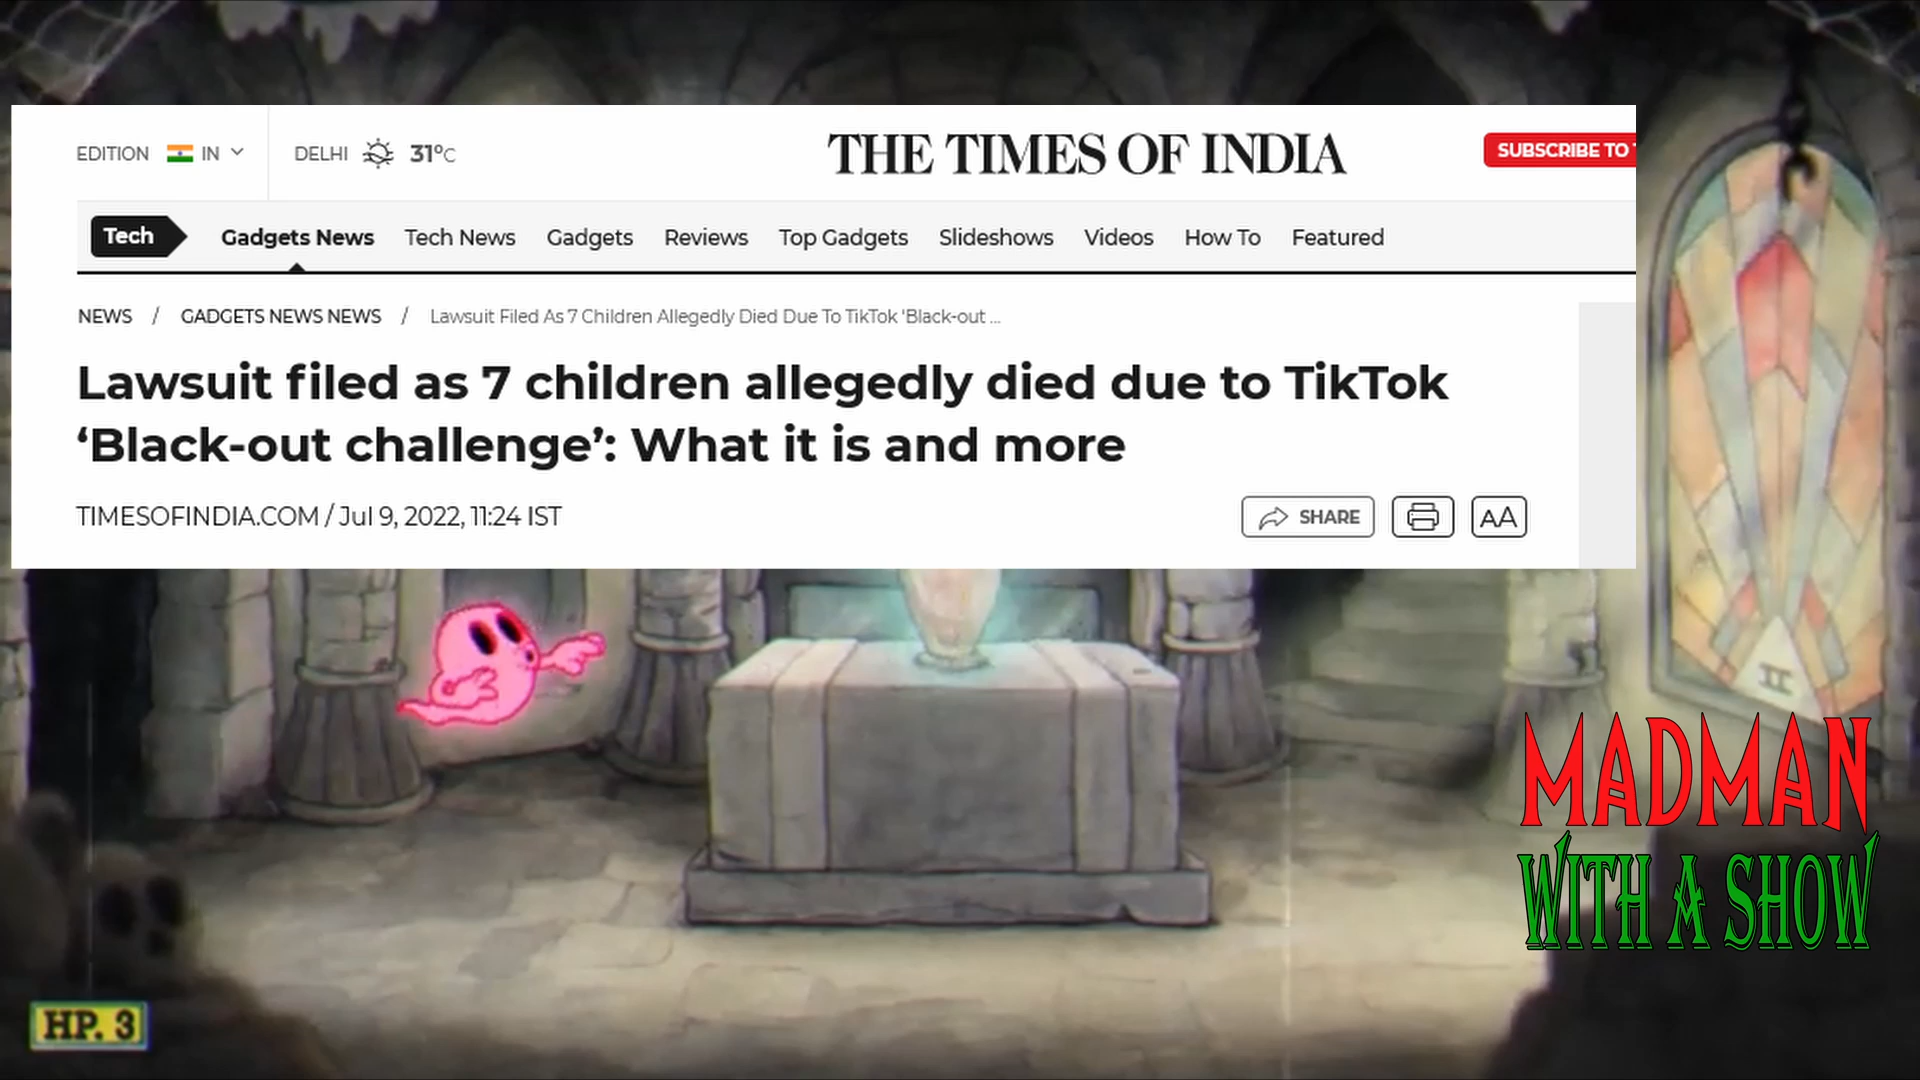 EDITION IN
DELHI 31°C
THE TIMES OF INDIA
SUBSCRIBE TO
Tech
Gadgets News Tech News Gadgets Reviews Top Gadgets Slideshows Videos How To Featured
NEWS / GADGETS NEWS NEWS / Lawsuit Filed As 7 Children Allegedly Died Due To TikTok 'Black-out ...
Lawsuit filed as 7 children allegedly died due to TikTok
‘Black-out challenge’: What it is and more
TIMESOFINDIA.COM / Jul 9, 2022, 11:24 IST
SHARE
AA
II
MADMAN
WITH A SHOW
HP. 3